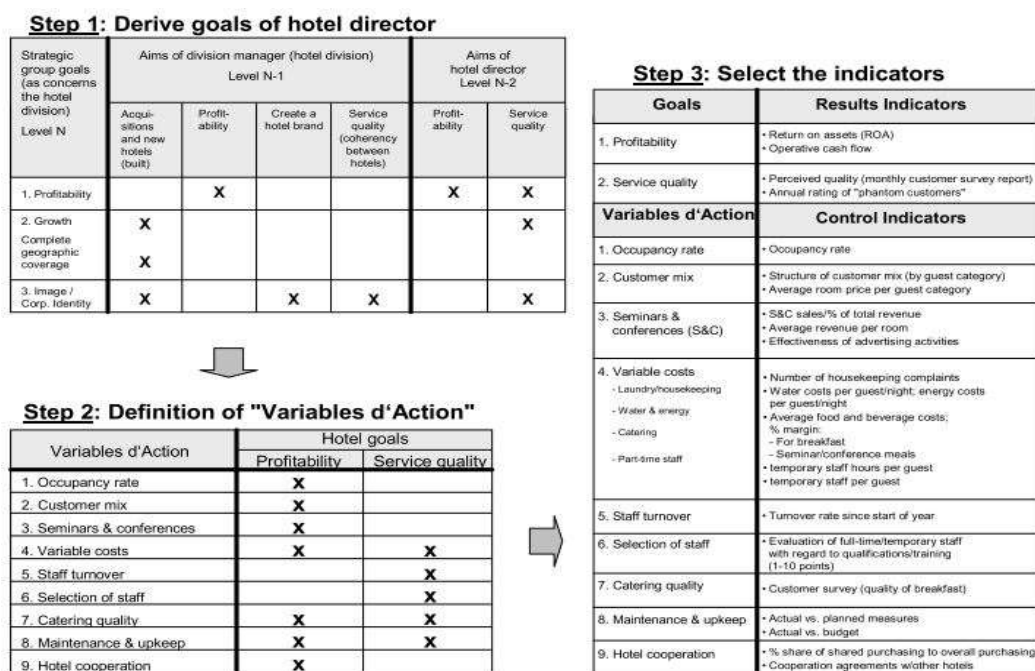 Step 1: Derive goals of hotel director
Strategic
group goals
(as concerns
the hotel
division)
Level N
Aims of division manager (hotel division)
Level N-1
Aims of
hotel director
Level N-2
Acqui-
sitions
and new
hotels
(built)
Profit-
ability
Create a
hotel brand
Service
quality
(coherency
between
hotels)
Profit-
ability
Service
quality
1. Profitability X X X
2. Growth X X
Complete
geographic
coverage X
3. Image /
Corp. Identity X X X X
Step 2: Definition of "Variables d'Action"
Variables d'Action
Hotel goals
Profitability Service quality
1. Occupancy rate X
2. Customer mix X
3. Seminars & conferences X
4. Variable costs X X
5. Staff turnover X
6. Selection of staff X
7. Catering quality X X
8. Maintenance & upkeep X X
9. Hotel cooperation X
Step 3: Select the indicators
Goals Results Indicators
1. Profitability
• Return on assets (ROA)
• Operative cash flow
2. Service quality
• Perceived quality (monthly customer survey report)
• Annual rating of "phantom customers"
Variables d'Action Control Indicators
1. Occupancy rate
• Occupancy rate
2. Customer mix
• Structure of customer mix (by guest category)
• Average room price per guest category
3. Seminars &
conferences (S&C)
• S&C sales/% of total revenue
• Average revenue per room
• Effectiveness of advertising activities
4. Variable costs
- Laundry/housekeeping
- Water & energy
- Catering
- Part-time staff
• Number of housekeeping complaints
• Water costs per guest/night; energy costs
per guest/night
• Average food and beverage costs;
% margin:
- For breakfast
- Seminar/conference meals
• temporary staff hours per guest
• temporary staff per guest
5. Staff turnover
• Turnover rate since start of year
6. Selection of staff
• Evaluation of full-time/temporary staff
with regard to qualifications/training
(1-10 points)
7. Catering quality
• Customer survey (quality of breakfast)
8. Maintenance & upkeep
• Actual vs. planned measures
• Actual vs. budget
9. Hotel cooperation
• % share of shared purchasing to overall purchasing
• Cooperation agreements w/other hotels